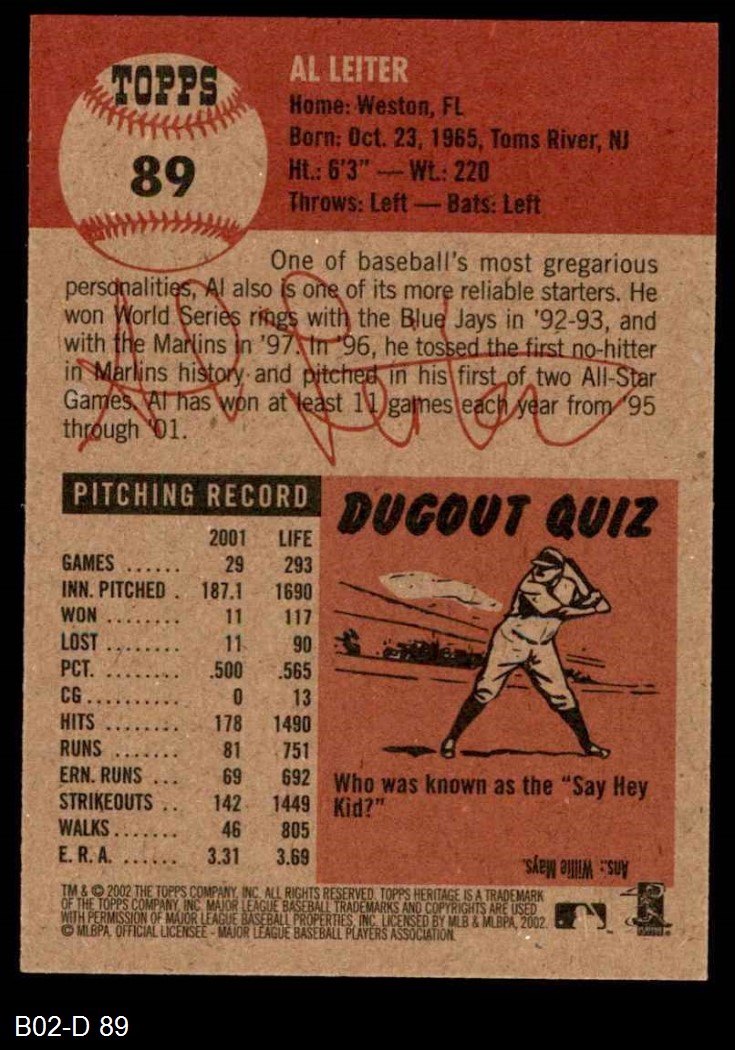 TOPPS
89
AL LEITER
Home: Weston, FL
Born: Oct. 23, 1965, Toms River, NJ
Ht.: 6'3" — Wt.: 220
Throws: Left — Bats: Left
One of baseball's most gregarious
personalities, Al also is one of its more reliable starters. He
won World Series rings with the Blue Jays in '92-93, and
with the Marlins in '97. In '96, he tossed the first no-hitter
in Marlins history and pitched in his first of two All-Star
Games. Al has won at least 11 games each year from '95
through '01.
Al Leiter
PITCHING RECORD
2001 LIFE
GAMES ...... 29 293
INN. PITCHED . 187.1 1690
WON ........ 11 117
LOST ........ 11 90
PCT. ........ .500 .565
CG.......... 0 13
HITS ........ 178 1490
RUNS ....... 81 751
ERN. RUNS ... 69 692
STRIKEOUTS .. 142 1449
WALKS....... 46 805
E. R. A. ...... 3.31 3.69
DUGOUT QUIZ
Who was known as the "Say Hey
Kid?"
Ans.: Willie Mays.
TM & © 2002 THE TOPPS COMPANY, INC. ALL RIGHTS RESERVED. TOPPS HERITAGE IS A TRADEMARK
OF THE TOPPS COMPANY, INC. MAJOR LEAGUE BASEBALL TRADEMARKS AND COPYRIGHTS ARE USED
WITH PERMISSION OF MAJOR LEAGUE BASEBALL PROPERTIES, INC. LICENSED BY MLB & MLBPA, 2002.
© MLBPA. OFFICIAL LICENSEE - MAJOR LEAGUE BASEBALL PLAYERS ASSOCIATION.
B02-D 89